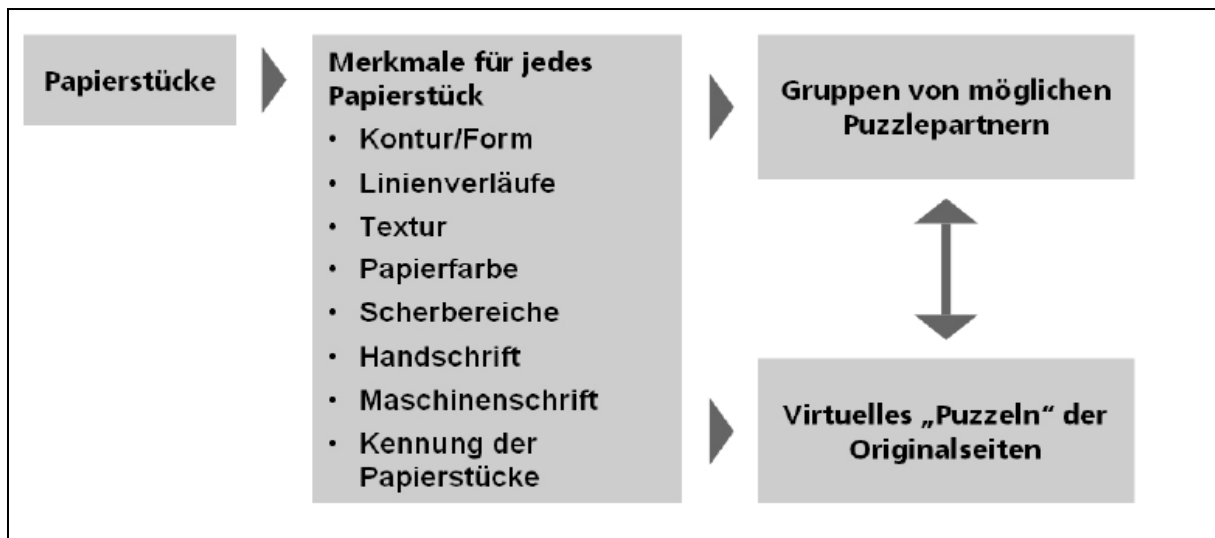 Papierstücke
Merkmale für jedes
Papierstück
• Kontur/Form
• Linienverläufe
• Textur
• Papierfarbe
• Scherbereiche
• Handschrift
• Maschinenschrift
• Kennung der
Papierstücke
Gruppen von möglichen
Puzzlepartnern
Virtuelles „Puzzeln“ der
Originalseiten